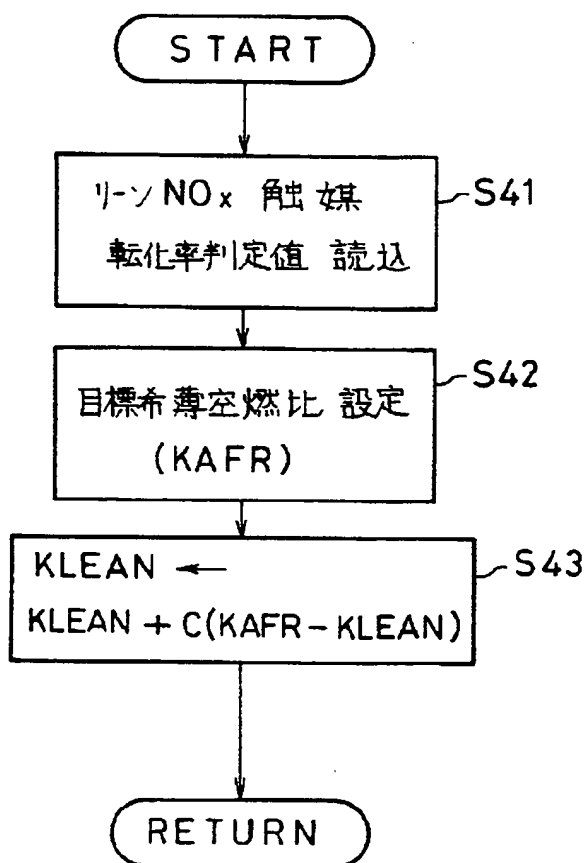 START
リーンNOx 触媒
転化率判定値 読込
S41
目標希薄空燃比 設定
(KAFR)
S42
KLEAN ←
KLEAN + C(KAFR-KLEAN)
S43
RETURN